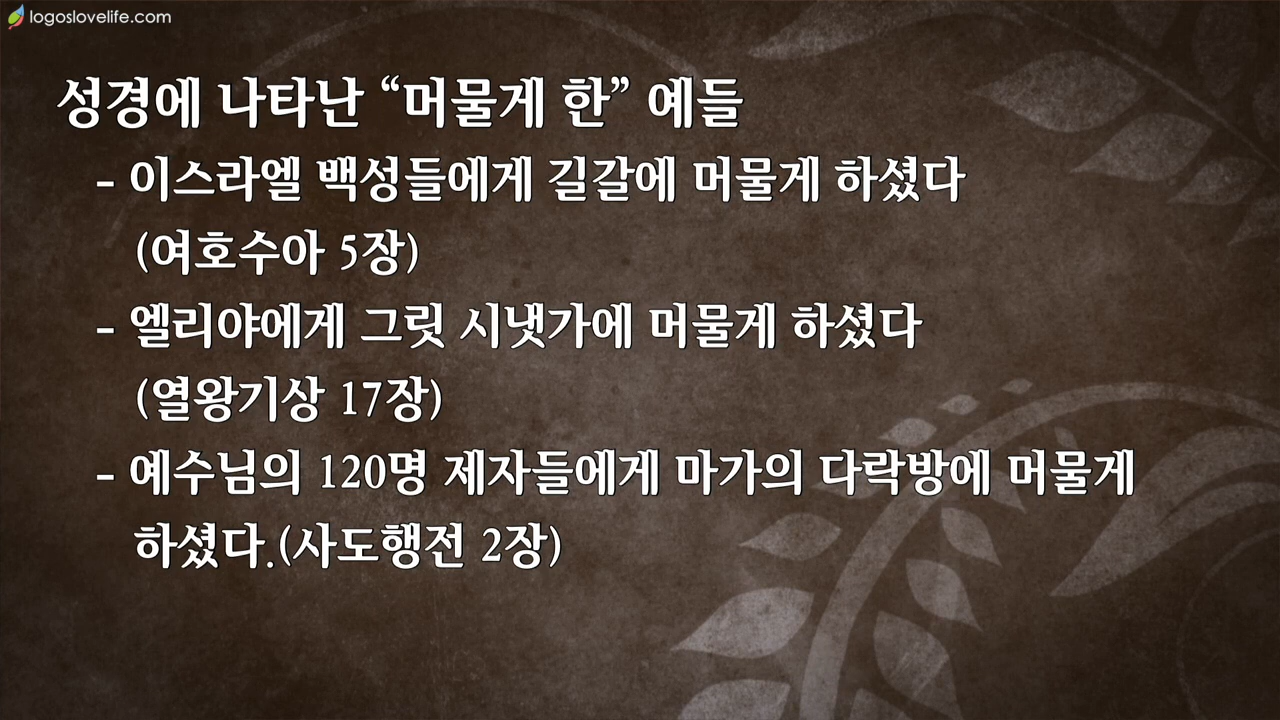 logoslovelife.com
성경에 나타난 “머물게 한” 예들
- 이스라엘 백성들에게 길갈에 머물게 하셨다
(여호수아 5장)
- 엘리야에게 그릿 시냇가에 머물게 하셨다
(열왕기상 17장)
- 예수님의 120명 제자들에게 마가의 다락방에 머물게
하셨다.(사도행전 2장)